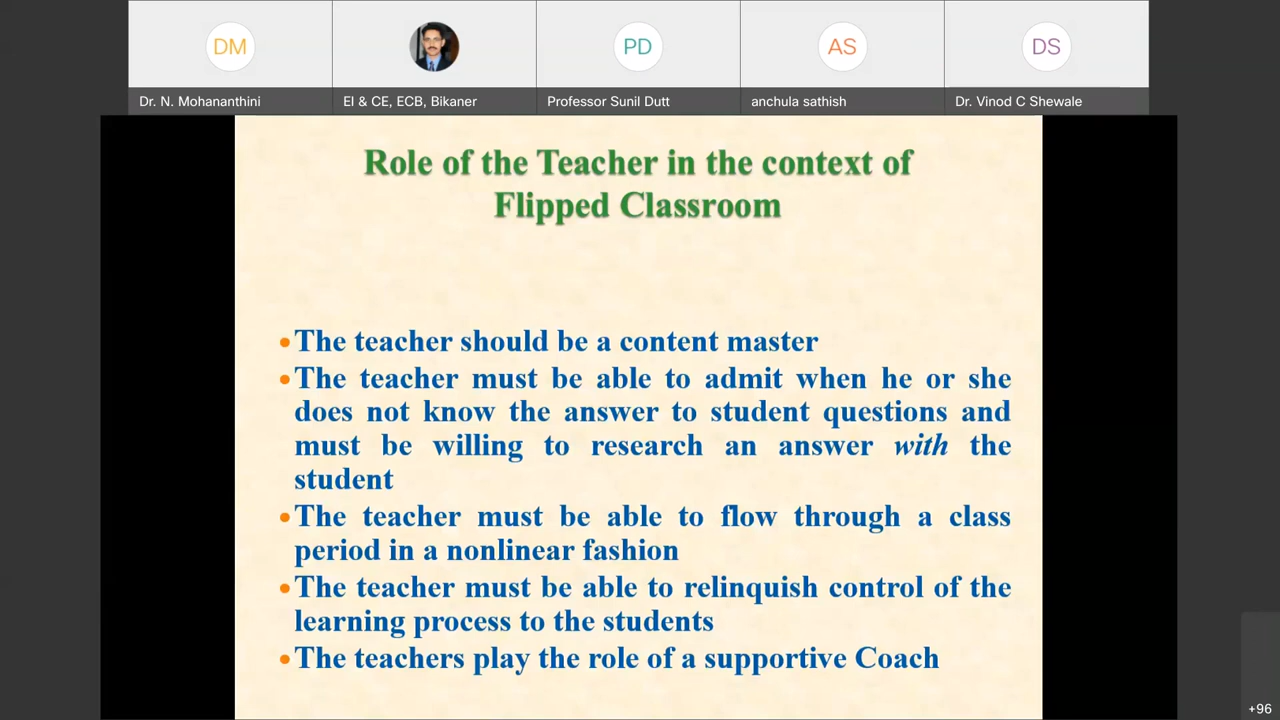 DM
PD
AS
DS
Dr. N. Mohananthini
EI & CE, ECB, Bikaner
Professor Sunil Dutt
anchula sathish
Dr. Vinod C Shewale
Role of the Teacher in the context of
Flipped Classroom
•The teacher should be a content master
•The teacher must be able to admit when he or she
does not know the answer to student questions and
must be willing to research an answer with the
student
•The teacher must be able to flow through a class
period in a nonlinear fashion
•The teacher must be able to relinquish control of the
learning process to the students
•The teachers play the role of a supportive Coach
+96